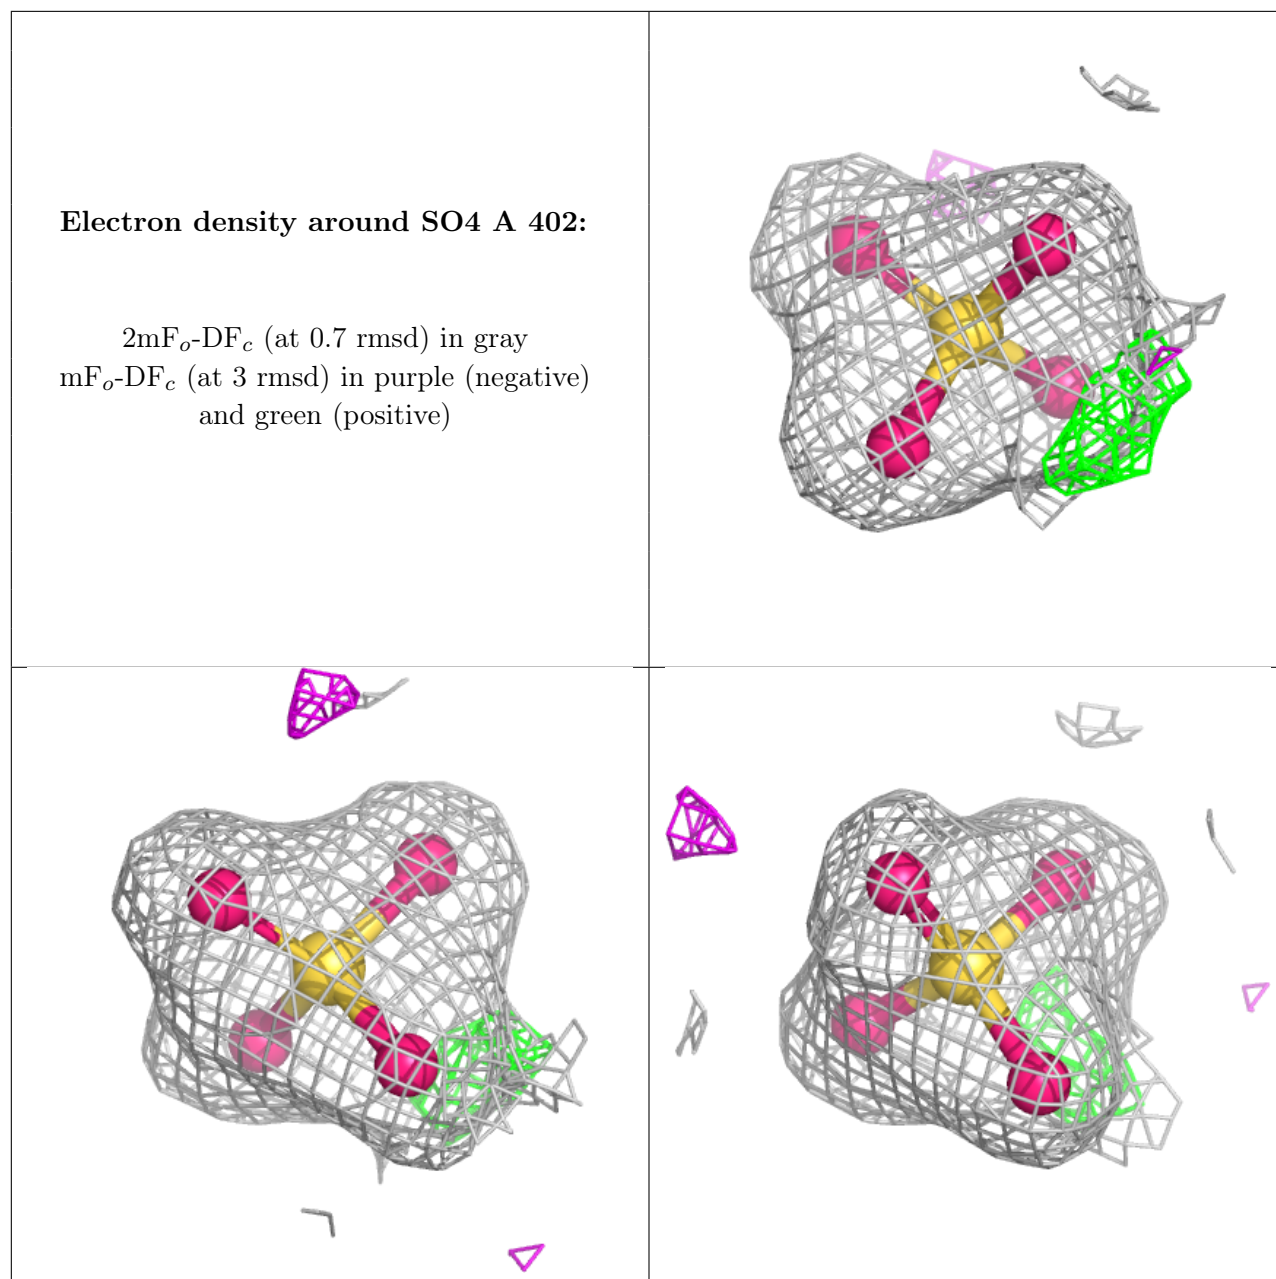 Electron density around SO4 A 402:
2mFo-DFc (at 0.7 rmsd) in gray
mFo-DFc (at 3 rmsd) in purple (negative)
and green (positive)